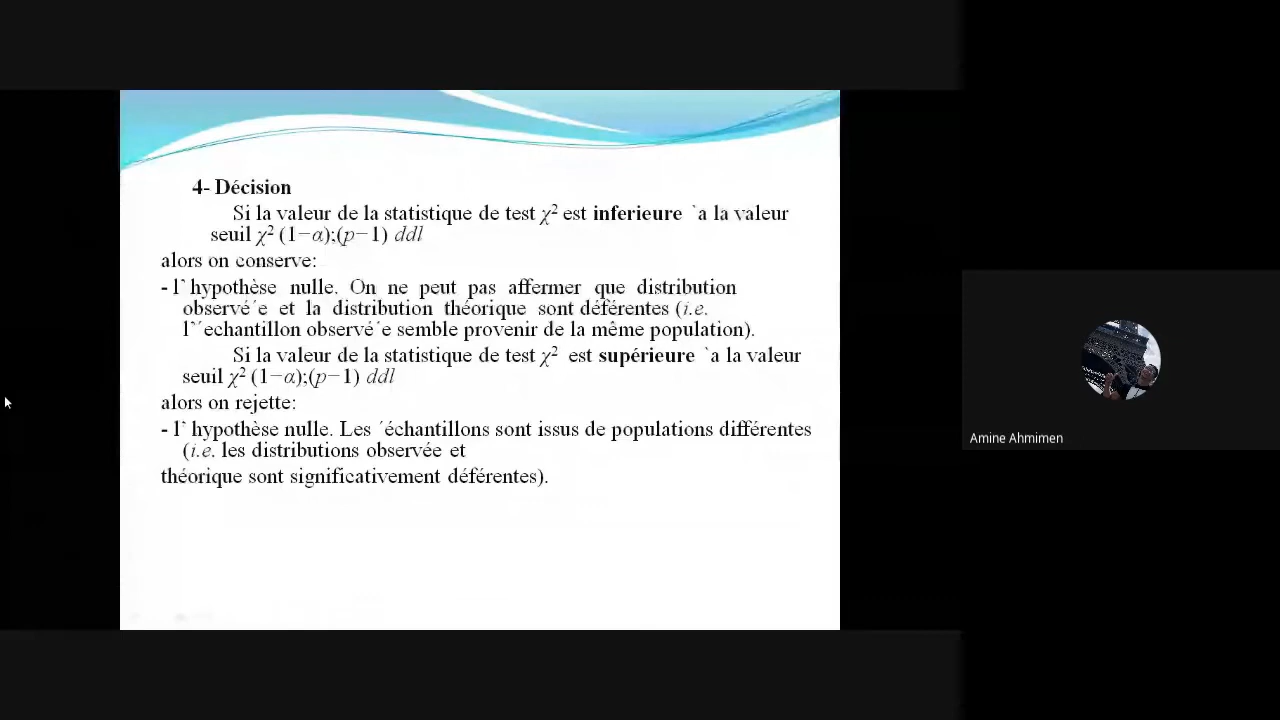 4- Décision
Si la valeur de la statistique de test χ² est inferieure `a la valeur
seuil χ² (1−α);(p−1) ddl
alors on conserve:
- l’ hypothèse nulle. On ne peut pas affermer que distribution
observé´e et la distribution théorique sont déférentes (i.e.
l’´echantillon observé´e semble provenir de la même population).
Si la valeur de la statistique de test χ² est supérieure `a la valeur
seuil χ² (1−α);(p−1) ddl
alors on rejette:
- l’ hypothèse nulle. Les ´échantillons sont issus de populations différentes
(i.e. les distributions observée et
théorique sont significativement déférentes).
Amine Ahmimen